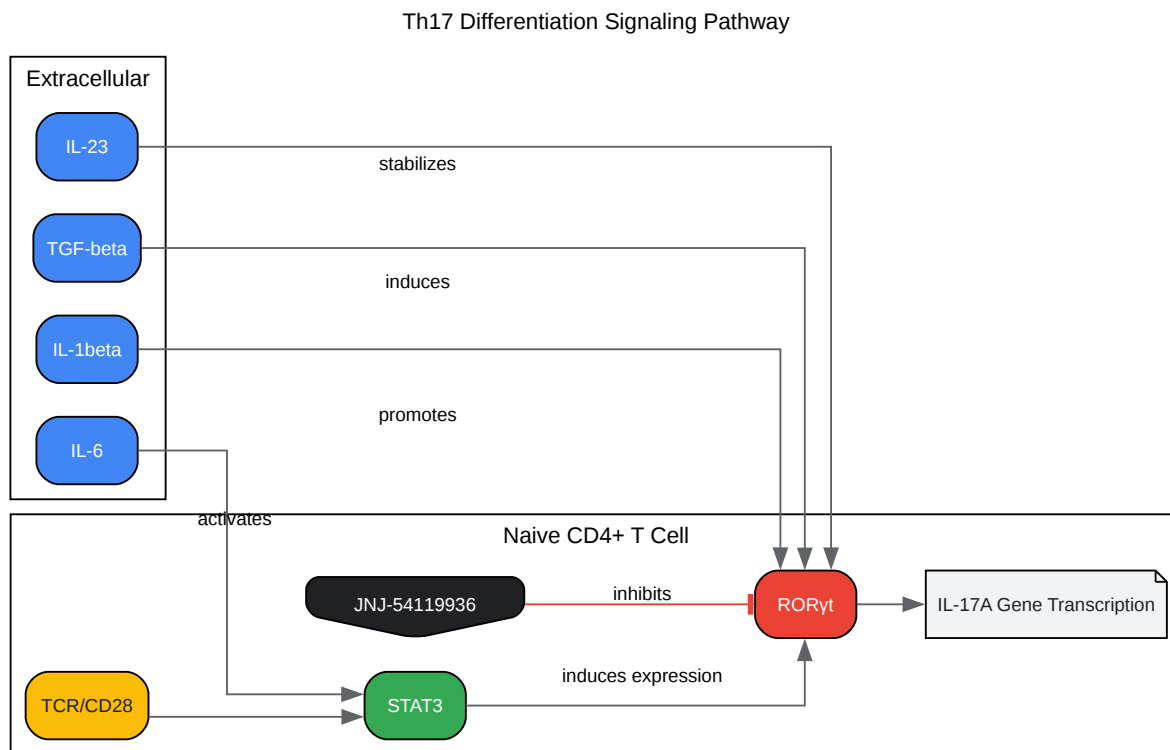 Th17 Differentiation Signaling Pathway
Extracellular
IL-23
stabilizes
TGF-beta
induces
IL-1beta
promotes
IL-6
activates
Naive CD4+ T Cell
JNJ-54119936
inhibits
RORγt
IL-17A Gene Transcription
induces expression
TCR/CD28
STAT3